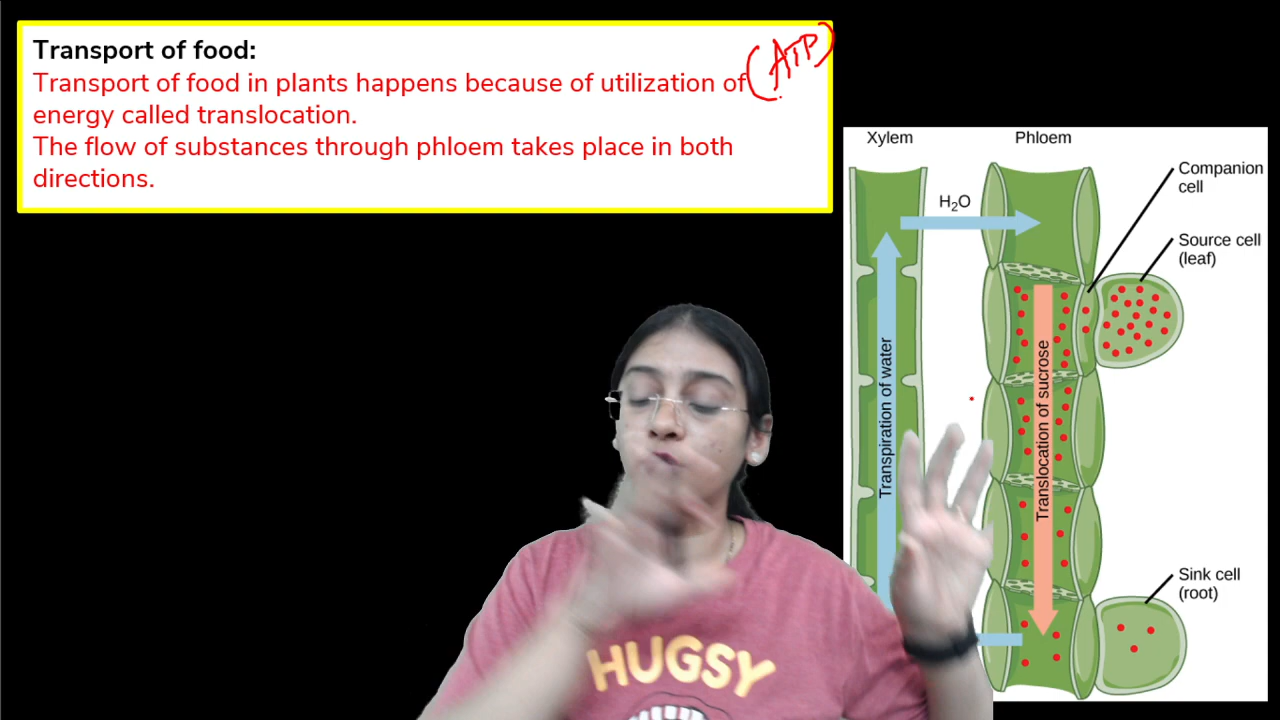 Transport of food:
Transport of food in plants happens because of utilization of (ATP)
energy called translocation.
The flow of substances through phloem takes place in both
directions.
Xylem
Phloem
Companion
cell
H₂O
Source cell
(leaf)
Transpiration of water
Translocation of sucrose
Sink cell
(root)
HUGSY